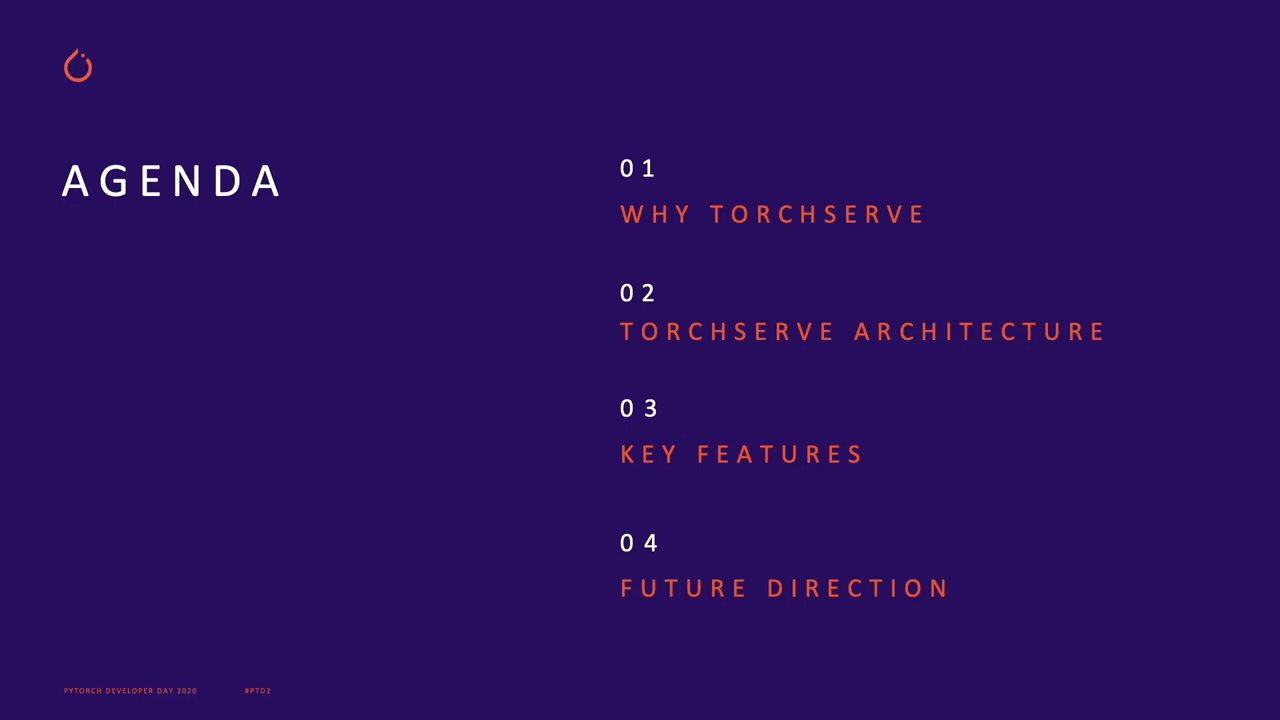 AGENDA
01
WHY TORCHSERVE
02
TORCHSERVE ARCHITECTURE
03
KEY FEATURES
04
FUTURE DIRECTION
PYTORCH DEVELOPER DAY 2020 #PTD2